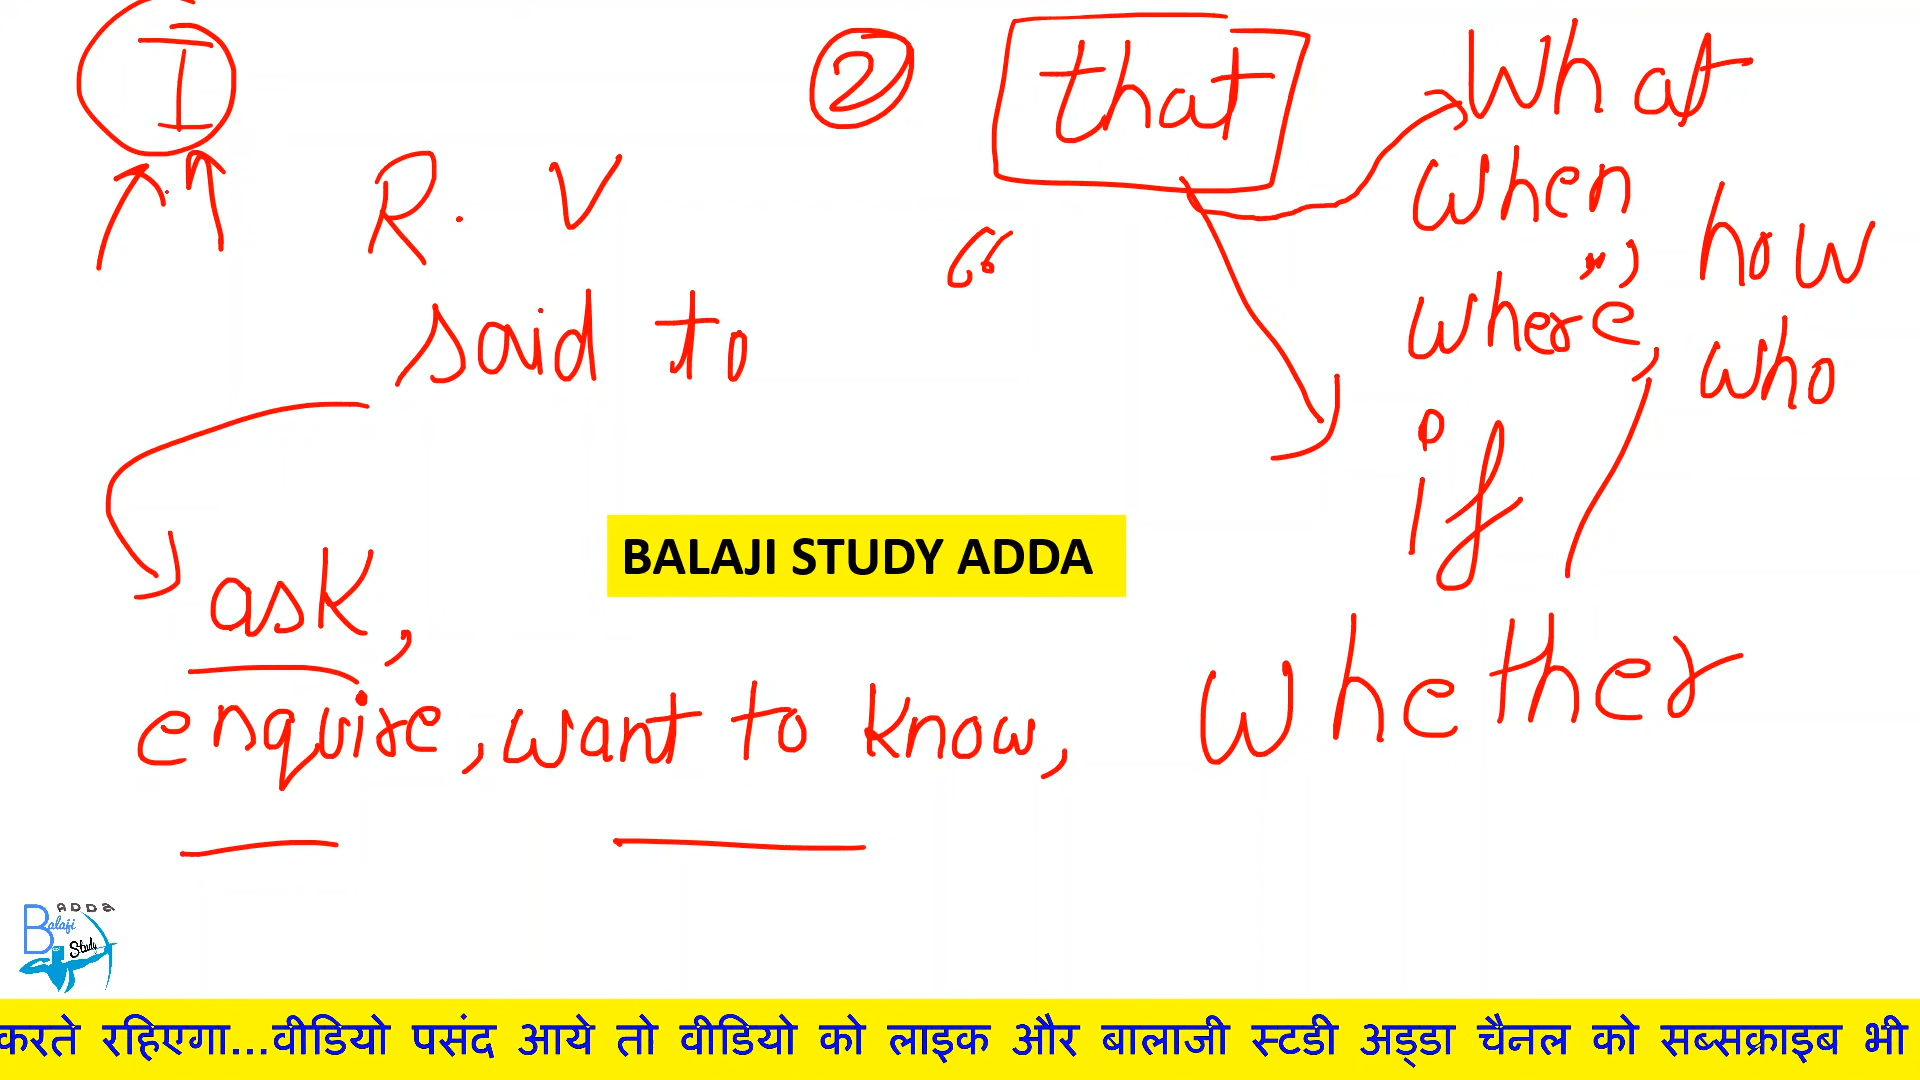 I
R. V
said to
ask,
enquire, want to know,
2 that
“
What
when,
", how
where, who
if
Whether
BALAJI STUDY ADDA
ADDA
Balaji
Study
करते रहिएगा...वीडियो पसंद आये तो वीडियो को लाइक और बालाजी स्टडी अड्डा चैनल को सब्सक्राइब भी